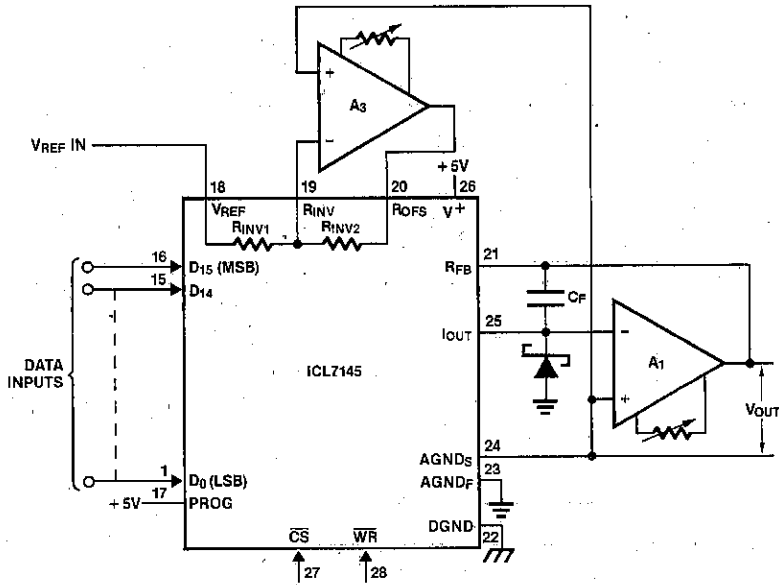 A3
+
−
VREF IN
+5V
18
19
20
26
VREF
RINV
ROFS
V+
RINV1
RINV2
16
D15 (MSB)
15
D14
RFB
21
CF
IOUT
25
−
A1
+
VOUT
DATA
INPUTS
ICL7145
AGNDS
24
23
AGNDF
1
D0 (LSB)
17
+5V
PROG
DGND
22
CS
WR
27
28